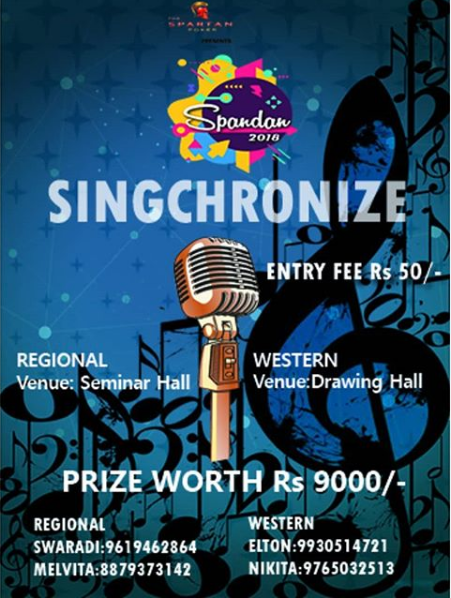 THE
SPARTAN
POKER
PRESENTS
Spandan
2018
SINGCHRONIZE
ENTRY FEE Rs 50/-
REGIONAL
Venue: Seminar Hall
WESTERN
Venue:Drawing Hall
PRIZE WORTH Rs 9000/-
REGIONAL
SWARADI:9619462864
MELVITA:8879373142
WESTERN
ELTON:9930514721
NIKITA:9765032513